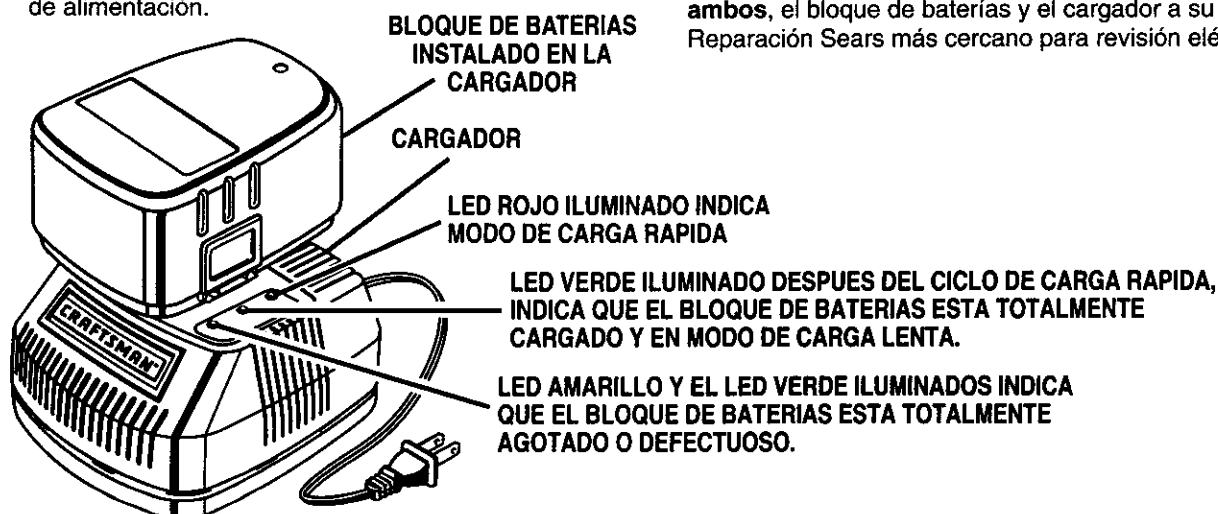 de alimentación.
ambos, el bloque de baterías y el cargador a su
Reparación Sears más cercano para revisión elé
BLOQUE DE BATERIAS
INSTALADO EN LA
CARGADOR
CARGADOR
LED ROJO ILUMINADO INDICA
MODO DE CARGA RAPIDA
LED VERDE ILUMINADO DESPUES DEL CICLO DE CARGA RAPIDA,
INDICA QUE EL BLOQUE DE BATERIAS ESTA TOTALMENTE
CARGADO Y EN MODO DE CARGA LENTA.
LED AMARILLO Y EL LED VERDE ILUMINADOS INDICA
QUE EL BLOQUE DE BATERIAS ESTA TOTALMENTE
AGOTADO O DEFECTUOSO.
CRAFTSMAN